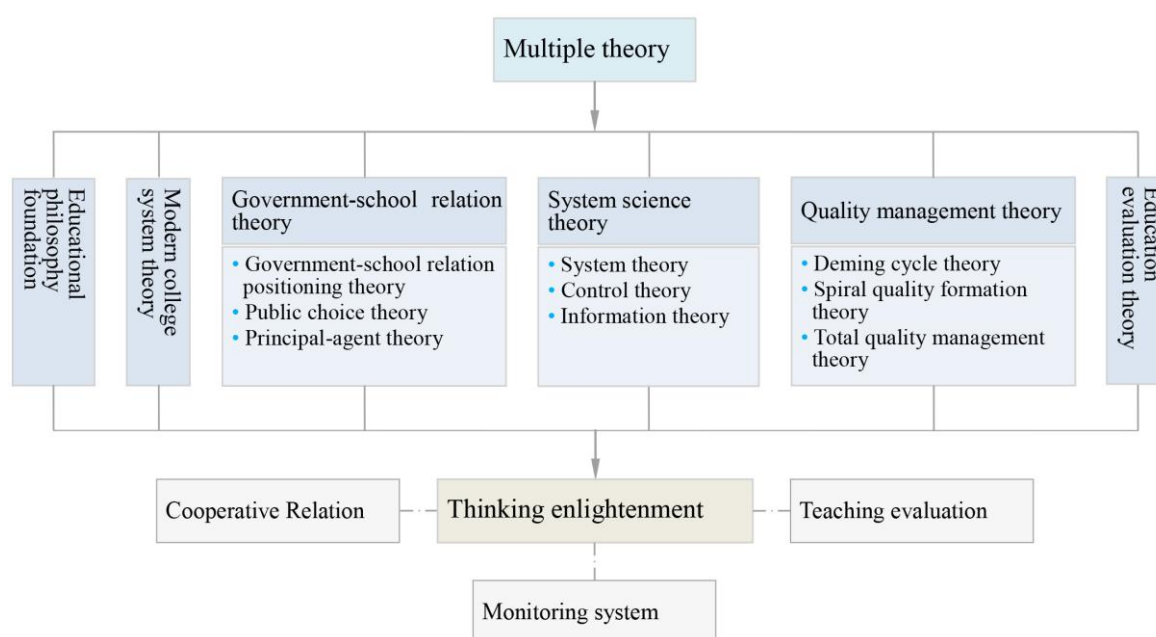 Multiple theory
Educational
philosophy
foundation
Modern college
system theory
Government-school relation
theory
• Government-school relation
positioning theory
• Public choice theory
• Principal-agent theory
System science
theory
• System theory
• Control theory
• Information theory
Quality management theory
• Deming cycle theory
• Spiral quality formation
theory
• Total quality management
theory
Education
evaluation theory
Cooperative Relation
Thinking enlightenment
Teaching evaluation
Monitoring system